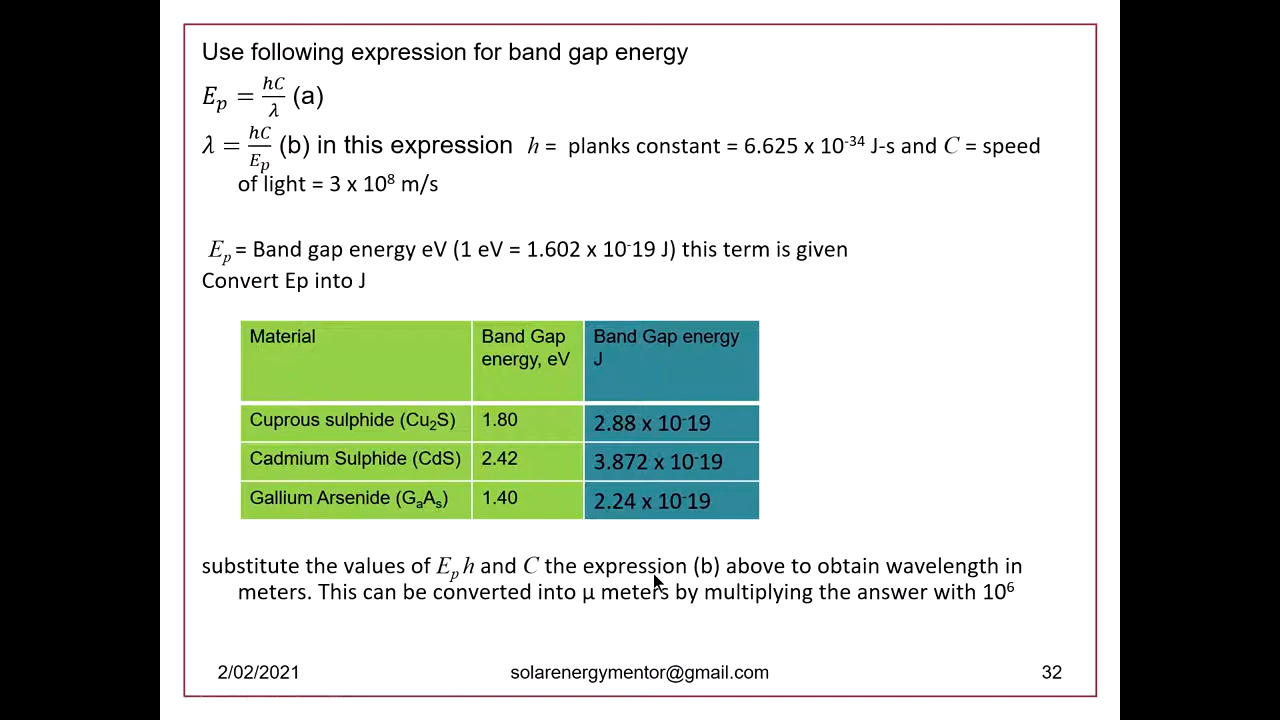 Use following expression for band gap energy
E_p = hC/λ (a)
λ = hC/E_p (b) in this expression h = planks constant = 6.625 x 10⁻³⁴ J-s and C = speed
of light = 3 x 10⁸ m/s
E_p = Band gap energy eV (1 eV = 1.602 x 10⁻19 J) this term is given
Convert Ep into J
Material Band Gap energy, eV Band Gap energy J
Cuprous sulphide (Cu₂S) 1.80 2.88 x 10⁻19
Cadmium Sulphide (CdS) 2.42 3.872 x 10⁻19
Gallium Arsenide (GₐAₛ) 1.40 2.24 x 10⁻19
substitute the values of E_p h and C the expression (b) above to obtain wavelength in
meters. This can be converted into μ meters by multiplying the answer with 10⁶
2/02/2021 solarenergymentor@gmail.com 32